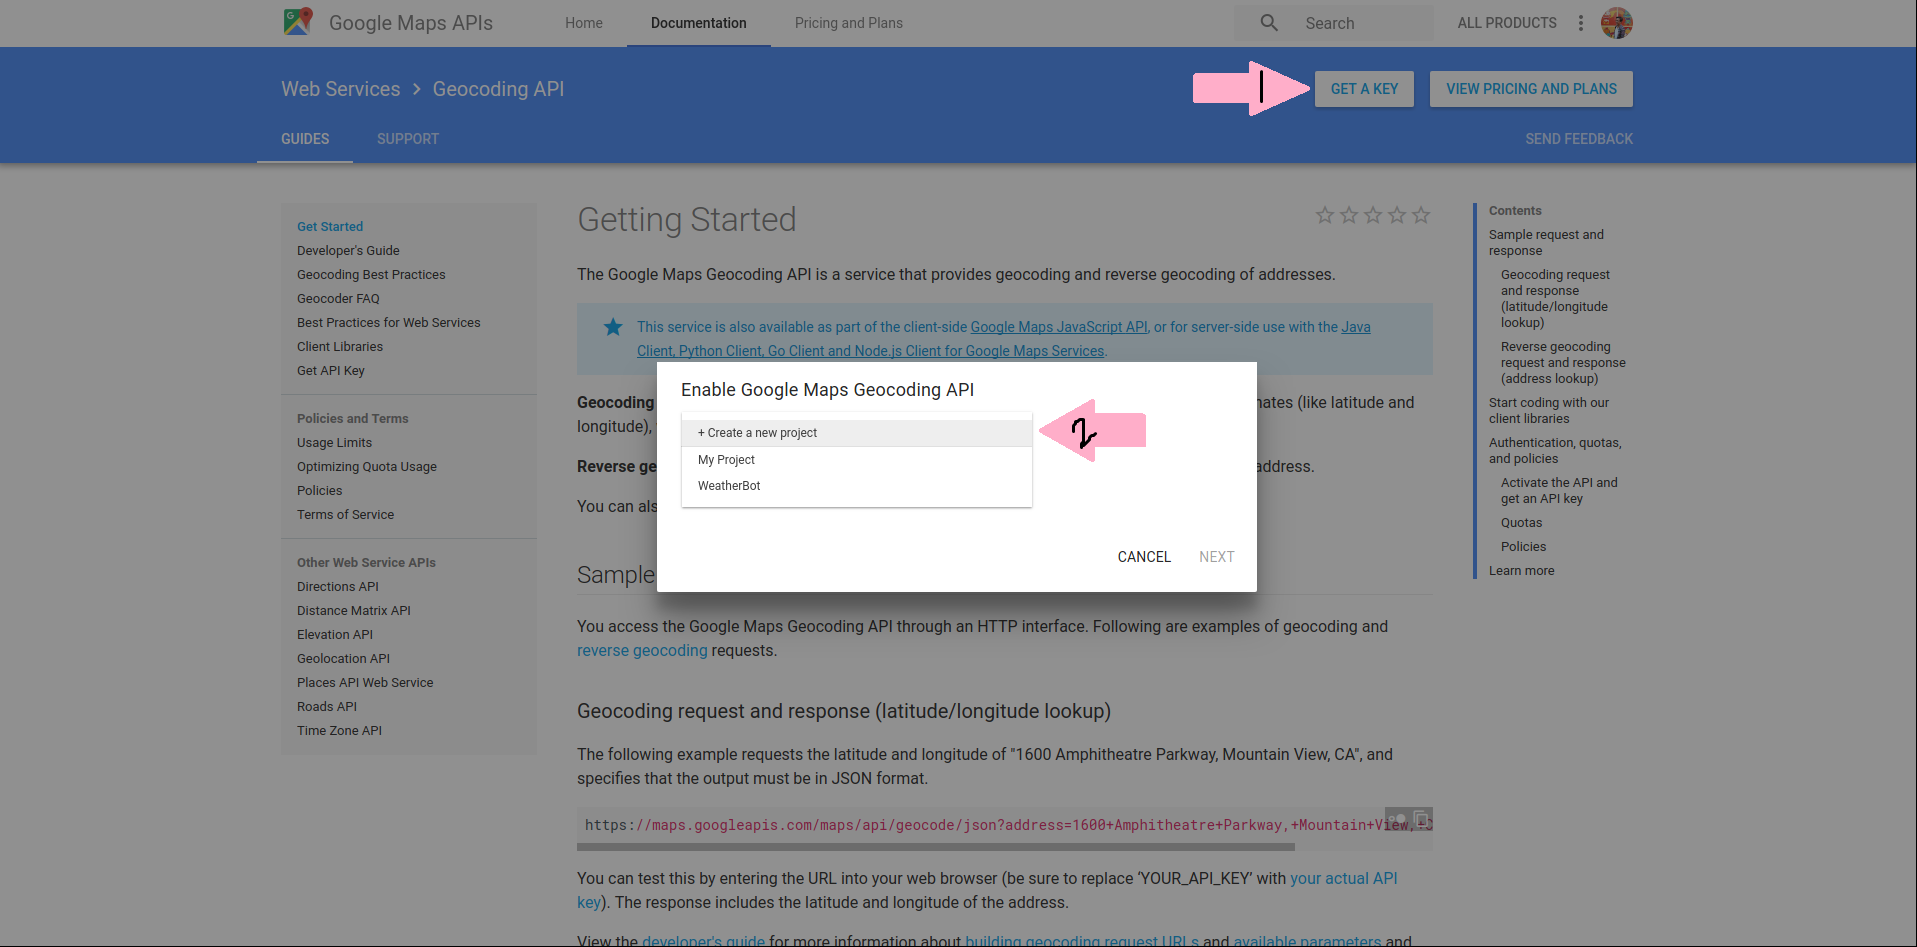 Google Maps APIs
Home
Documentation
Pricing and Plans
Search
ALL PRODUCTS
Web Services > Geocoding API
1
GET A KEY
VIEW PRICING AND PLANS
GUIDES
SUPPORT
SEND FEEDBACK
Get Started
Developer's Guide
Geocoding Best Practices
Geocoder FAQ
Best Practices for Web Services
Client Libraries
Get API Key
Policies and Terms
Usage Limits
Optimizing Quota Usage
Policies
Terms of Service
Other Web Service APIs
Directions API
Distance Matrix API
Elevation API
Geolocation API
Places API Web Service
Roads API
Time Zone API
Getting Started
The Google Maps Geocoding API is a service that provides geocoding and reverse geocoding of addresses.
This service is also available as part of the client-side Google Maps JavaScript API, or for server-side use with the Java
Client, Python Client, Go Client and Node.js Client for Google Maps Services.
Geocoding
ates (like latitude and
longitude),
Reverse ge
address.
You can als
Enable Google Maps Geocoding API
+ Create a new project
2
My Project
WeatherBot
CANCEL
NEXT
Sample
You access the Google Maps Geocoding API through an HTTP interface. Following are examples of geocoding and
reverse geocoding requests.
Geocoding request and response (latitude/longitude lookup)
The following example requests the latitude and longitude of "1600 Amphitheatre Parkway, Mountain View, CA", and
specifies that the output must be in JSON format.
https://maps.googleapis.com/maps/api/geocode/json?address=1600+Amphitheatre+Parkway,+Mountain+View,+C
You can test this by entering the URL into your web browser (be sure to replace ‘YOUR_API_KEY’ with your actual API
key). The response includes the latitude and longitude of the address.
View the developer's guide for more information about building geocoding request URLs and available parameters and
Contents
Sample request and
response
Geocoding request
and response
(latitude/longitude
lookup)
Reverse geocoding
request and response
(address lookup)
Start coding with our
client libraries
Authentication, quotas,
and policies
Activate the API and
get an API key
Quotas
Policies
Learn more